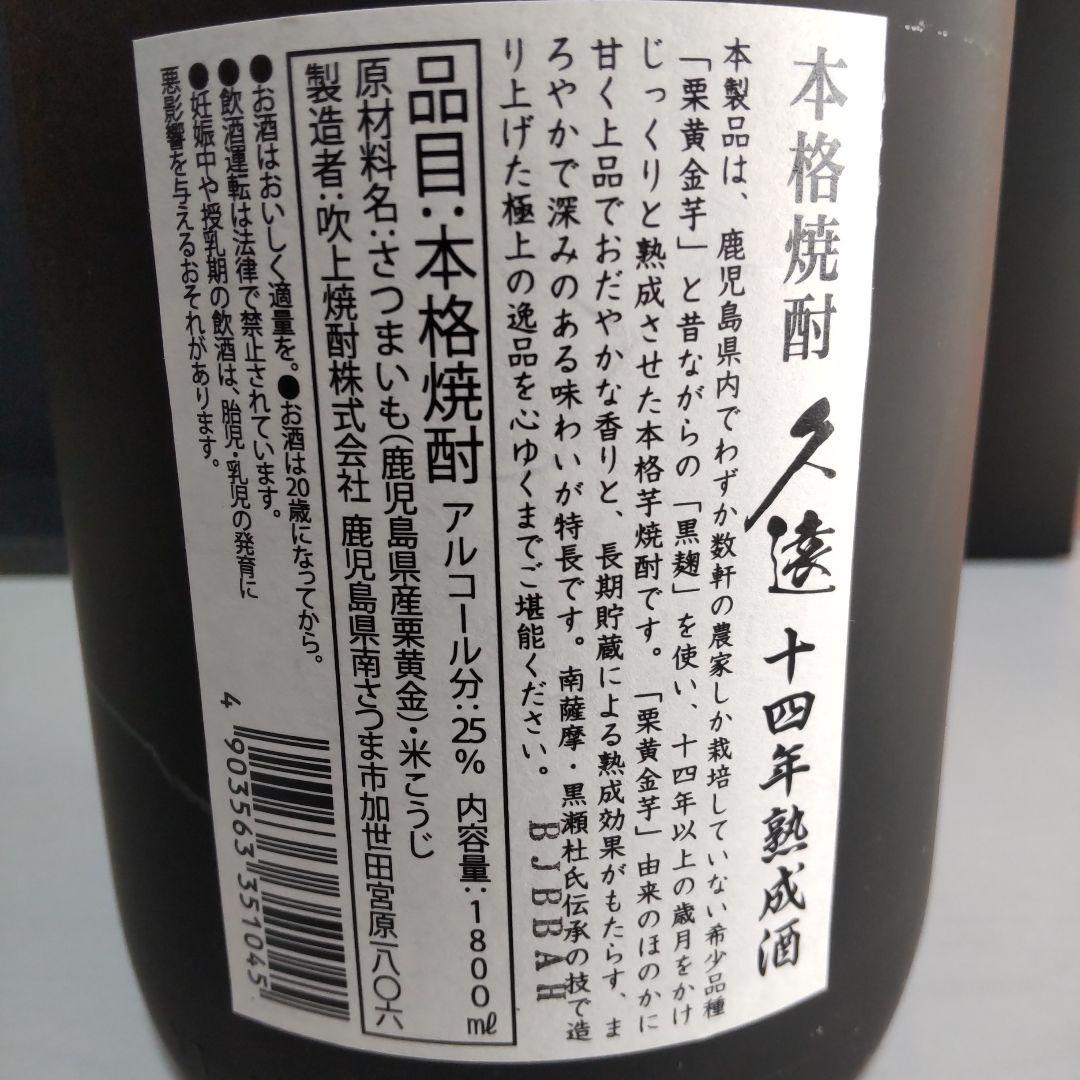 本格焼酎 久遠 十四年熟成酒
本製品は、鹿児島県内でわずか数軒の農家しか栽培していない希少品種
「栗黄金芋」と昔ながらの「黒麹」を使い、十四年以上の歳月をかけ
じっくりと熟成させた本格芋焼酎です。「栗黄金芋」由来のほのかに
甘く上品でおだやかな香りと、長期貯蔵による熟成効果がもたらす、ま
ろやかで深みのある味わいが特長です。南薩摩・黒瀬杜氏伝承の技で造
り上げた極上の逸品を心ゆくまでご堪能ください。
BJBBAH
品目：本格焼酎 アルコール分：25% 内容量：1800㎖
原材料名：さつまいも（鹿児島県産栗黄金）・米こうじ
製造者：吹上焼酎株式会社 鹿児島県南さつま市加世田宮原一八〇六
●お酒はおいしく適量を。●お酒は20歳になってから。
●飲酒運転は法律で禁止されています。
●妊娠中や授乳期の飲酒は、胎児・乳児の発育に
悪影響を与えるおそれがあります。
4 903563 351045